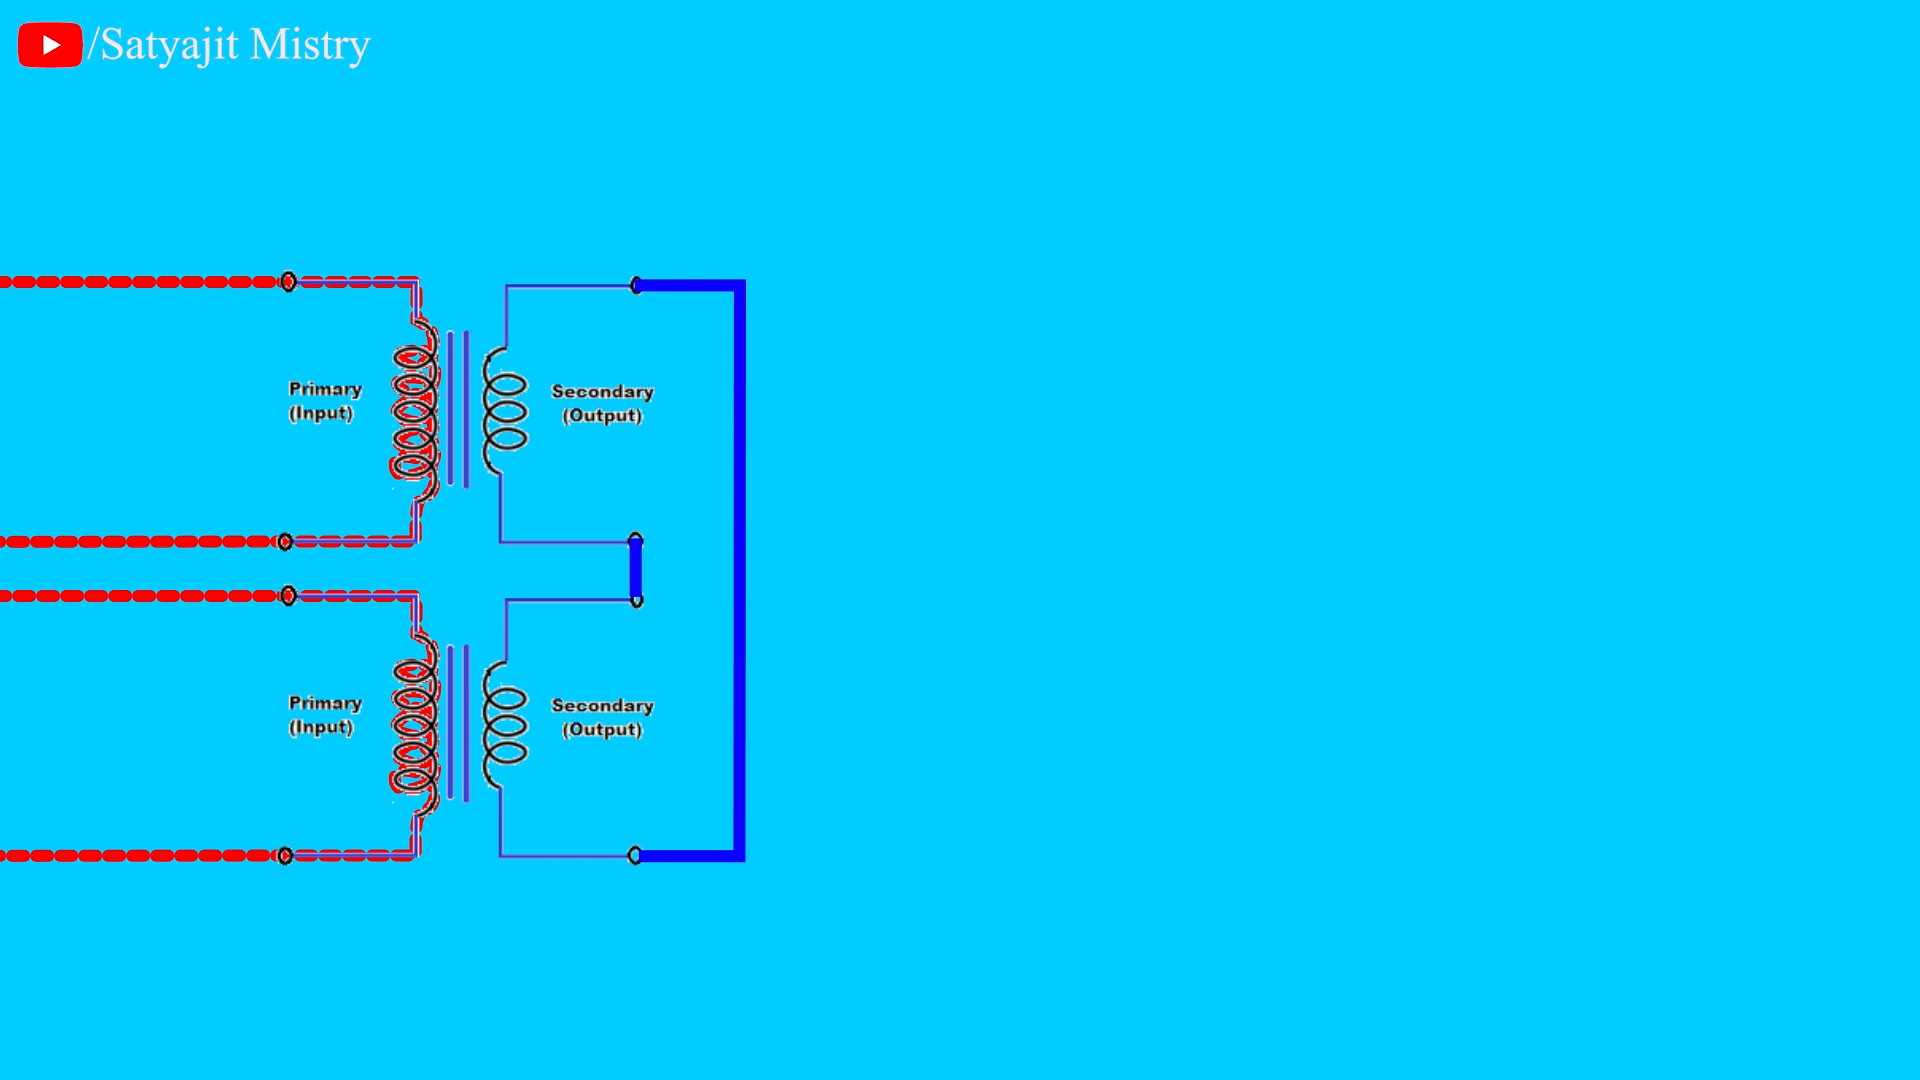 /Satyajit Mistry
Primary
(Input)
Secondary
(Output)
Primary
(Input)
Secondary
(Output)